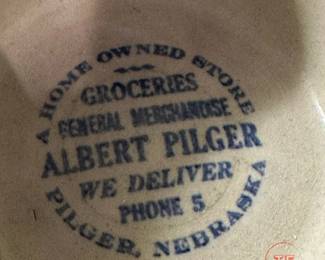 A HOME OWNED STORE
GROCERIES
GENERAL MERCHANDISE
ALBERT PILGER
WE DELIVER
PHONE 5
PILGER, NEBRASKA